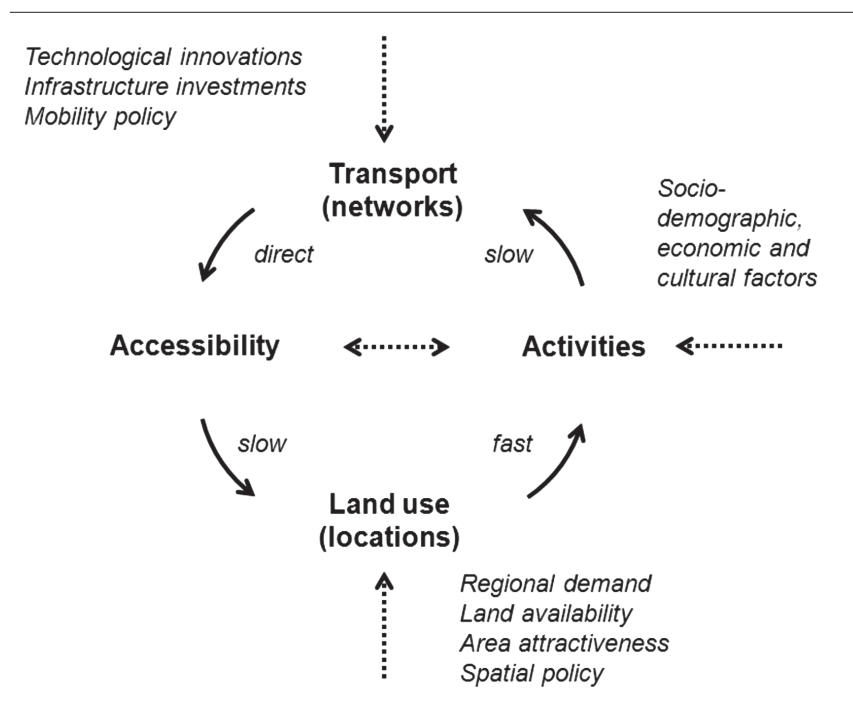 Technological innovations
Infrastructure investments
Mobility policy
Transport
(networks)
Socio-
demographic,
economic and
cultural factors
direct
slow
Accessibility
Activities
slow
fast
Land use
(locations)
Regional demand
Land availability
Area attractiveness
Spatial policy